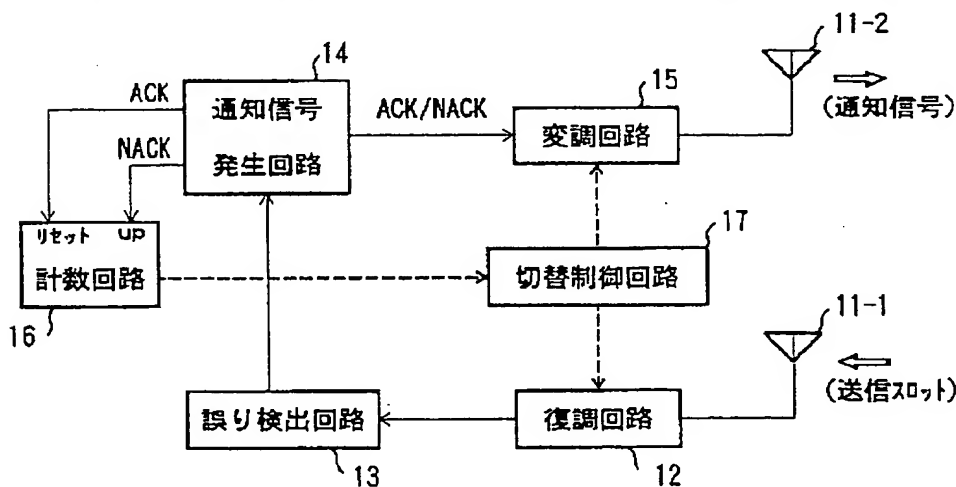 11-2
14
15
ACK
通知信号
発生回路
ACK/NACK
変調回路
(通知信号)
NACK
リセット up
計数回路
16
17
切替制御回路
11-1
(送信スロット)
誤り検出回路
13
復調回路
12